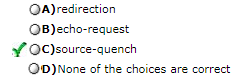 A)redirection
B)echo-request
C)source-quench
D)None of the choices are correct